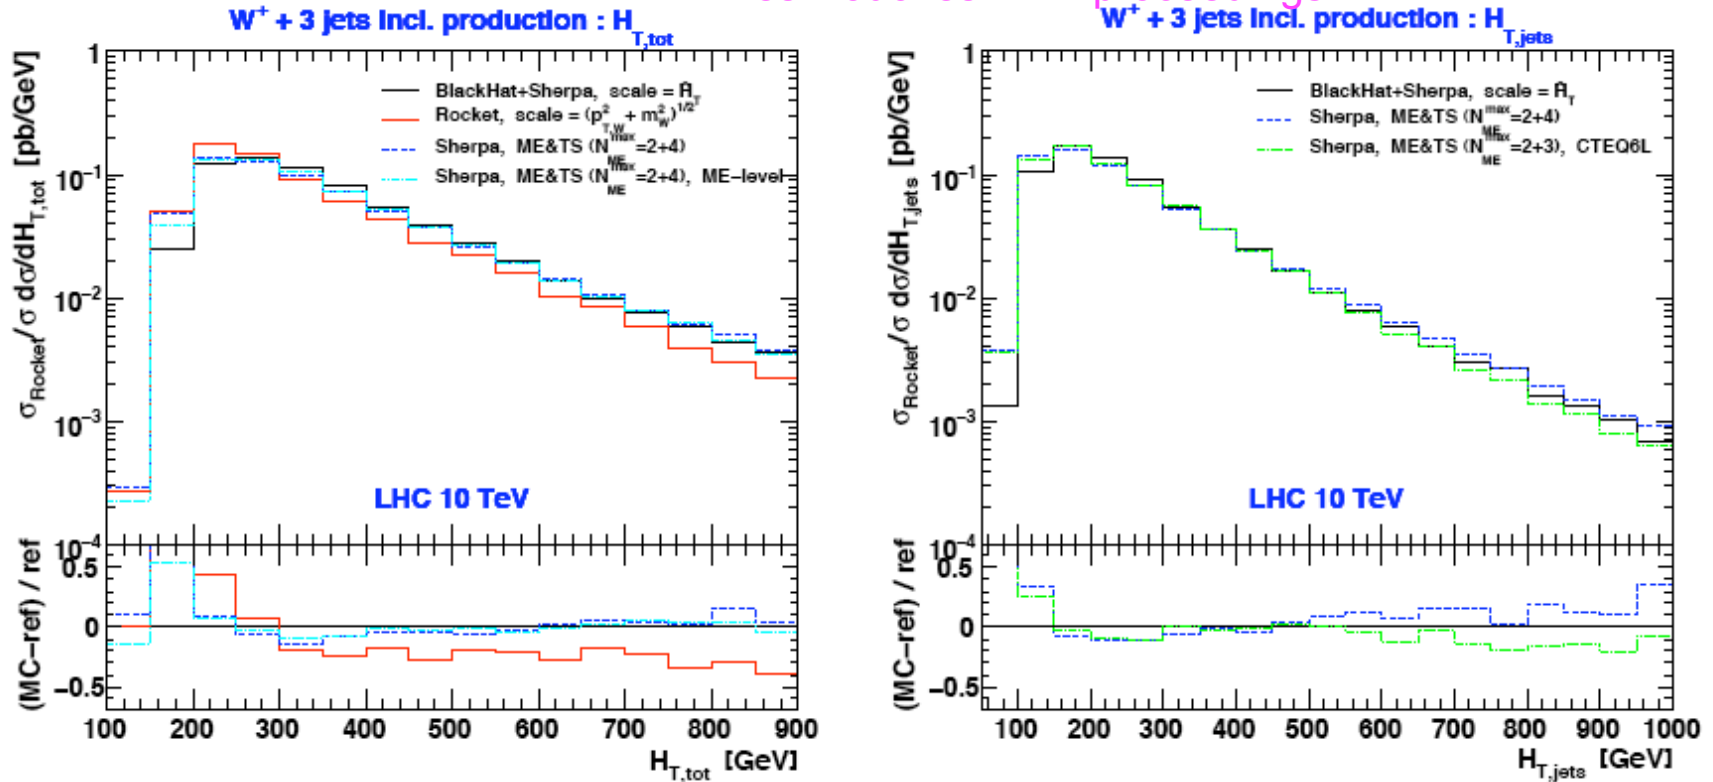 W⁺ + 3 jets incl. production : H_T,tot
σ_Rocket/σ dσ/dH_T,tot [pb/GeV]
1
10⁻¹
10⁻²
10⁻³
10⁻⁴
BlackHat+Sherpa, scale = Ĥ_T
Rocket, scale = (p²_T,W + m²_W)^1/2
Sherpa, ME&TS (N^max_ME=2+4)
Sherpa, ME&TS (N^max_ME=2+4), ME-level
LHC 10 TeV
(MC-ref) / ref
0.5
0
-0.5
100 200 300 400 500 600 700 800 900
H_T,tot [GeV]
W⁺ + 3 jets incl. production : H_T,jets
σ_Rocket/σ dσ/dH_T,jets [pb/GeV]
1
10⁻¹
10⁻²
10⁻³
10⁻⁴
BlackHat+Sherpa, scale = Ĥ_T
Sherpa, ME&TS (N^max_ME=2+4)
Sherpa, ME&TS (N^max_ME=2+3), CTEQ6L
LHC 10 TeV
(MC-ref) / ref
0.5
0
-0.5
100 200 300 400 500 600 700 800 900 1000
H_T,jets [GeV]